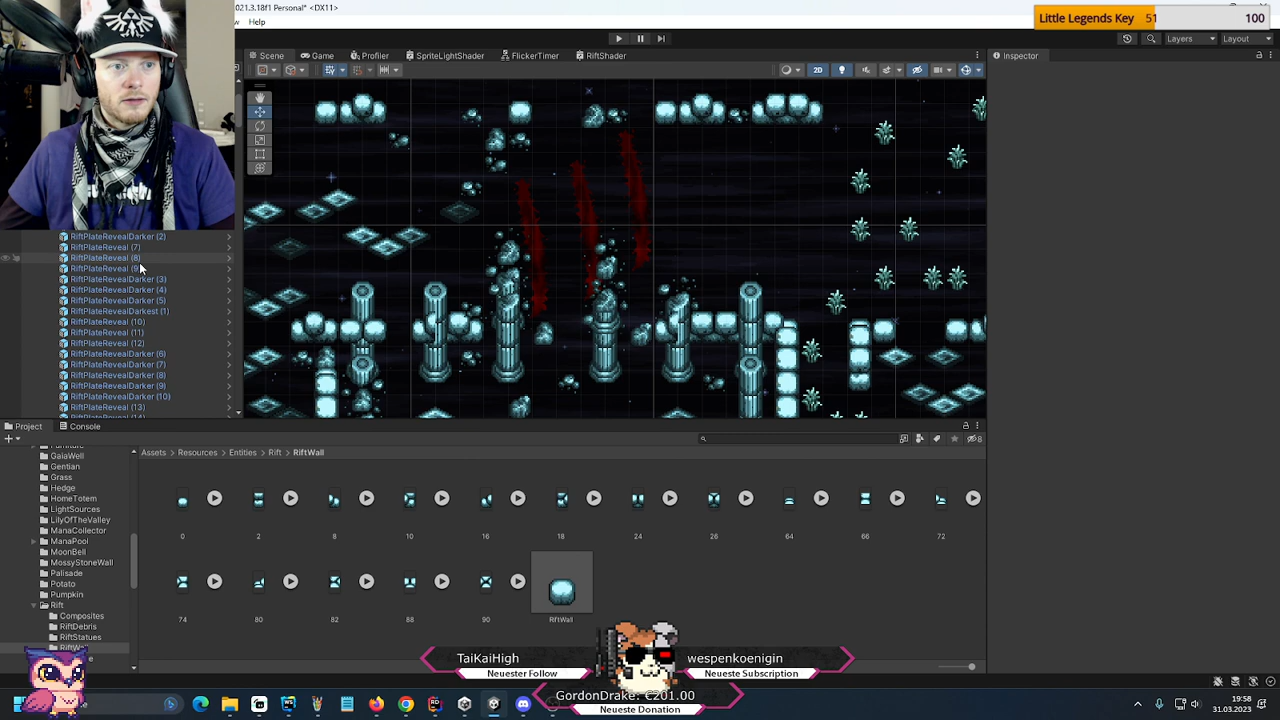 2021.3.18f1 Personal* <DX11>
Help
Little Legends Key 51 100
Layers
Layout
Scene
Game
Profiler
SpriteLightShader
FlickerTimer
RiftShader
Inspector
2D
RiftPlateRevealDarker (2)
RiftPlateReveal (7)
RiftPlateReveal (8)
RiftPlateReveal (9)
RiftPlateRevealDarker (3)
RiftPlateRevealDarker (4)
RiftPlateRevealDarker (5)
RiftPlateRevealDarkest (1)
RiftPlateReveal (10)
RiftPlateReveal (11)
RiftPlateReveal (12)
RiftPlateRevealDarker (6)
RiftPlateRevealDarker (7)
RiftPlateRevealDarker (8)
RiftPlateRevealDarker (9)
RiftPlateRevealDarker (10)
RiftPlateReveal (13)
Project
Console
8
Assets > Resources > Entities > Rift > RiftWall
GaiaWell
Gentian
Grass
Hedge
HomeTotem
LightSources
LilyOfTheValley
ManaCollector
ManaPool
MoonBell
MossyStoneWall
Palisade
Potato
Pumpkin
Rift
Composites
RiftDebris
RiftStatues
0 2 8 10 16 18 24 26 64 66 72
74 80 82 88 90 RiftWall
TaiKaiHigh
Neuester Follow
wespenkoenigin
Neueste Subscription
GordonDrake: €201.00
Neueste Donation
19:58
31.03.2023